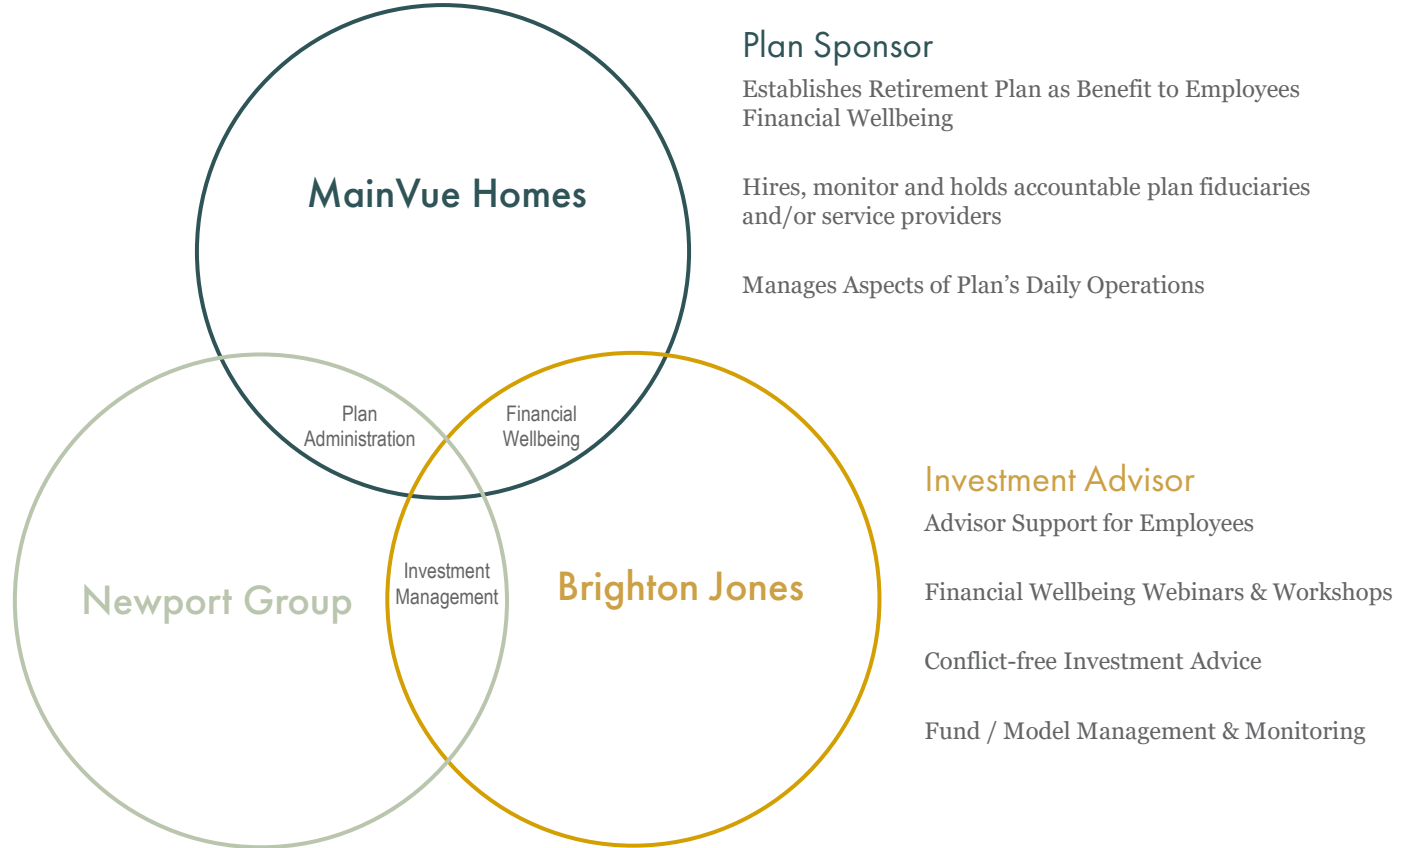 Plan Sponsor
Establishes Retirement Plan as Benefit to Employees
Financial Wellbeing
Hires, monitor and holds accountable plan fiduciaries
and/or service providers
Manages Aspects of Plan’s Daily Operations
MainVue Homes
Plan
Administration
Financial
Wellbeing
Investment
Management
Newport Group
Brighton Jones
Investment Advisor
Advisor Support for Employees
Financial Wellbeing Webinars & Workshops
Conflict-free Investment Advice
Fund / Model Management & Monitoring